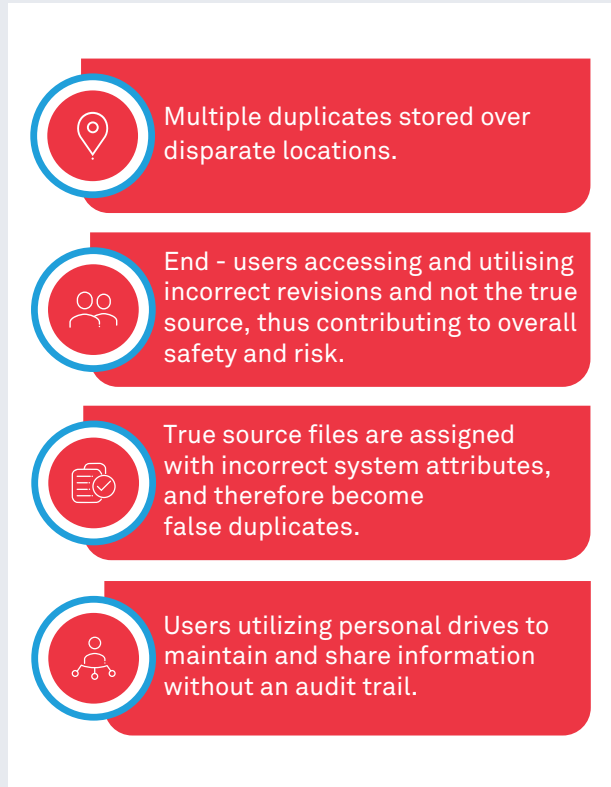 Multiple duplicates stored over
disparate locations.
End - users accessing and utilising
incorrect revisions and not the true
source, thus contributing to overall
safety and risk.
True source files are assigned
with incorrect system attributes,
and therefore become
false duplicates.
Users utilizing personal drives to
maintain and share information
without an audit trail.